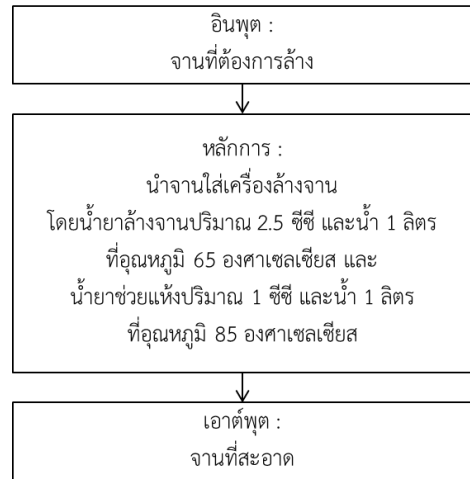 อินพุต :
จานที่ต้องการล้าง
หลักการ :
นำจานใส่เครื่องล้างจาน
โดยน้ำยาล้างจานปริมาณ 2.5 ซีซี และน้ำ 1 ลิตร
ที่อุณหภูมิ 65 องศาเซลเซียส และ
น้ำยาช่วยแห้งปริมาณ 1 ซีซี และน้ำ 1 ลิตร
ที่อุณหภูมิ 85 องศาเซลเซียส
เอาต์พุต :
จานที่สะอาด